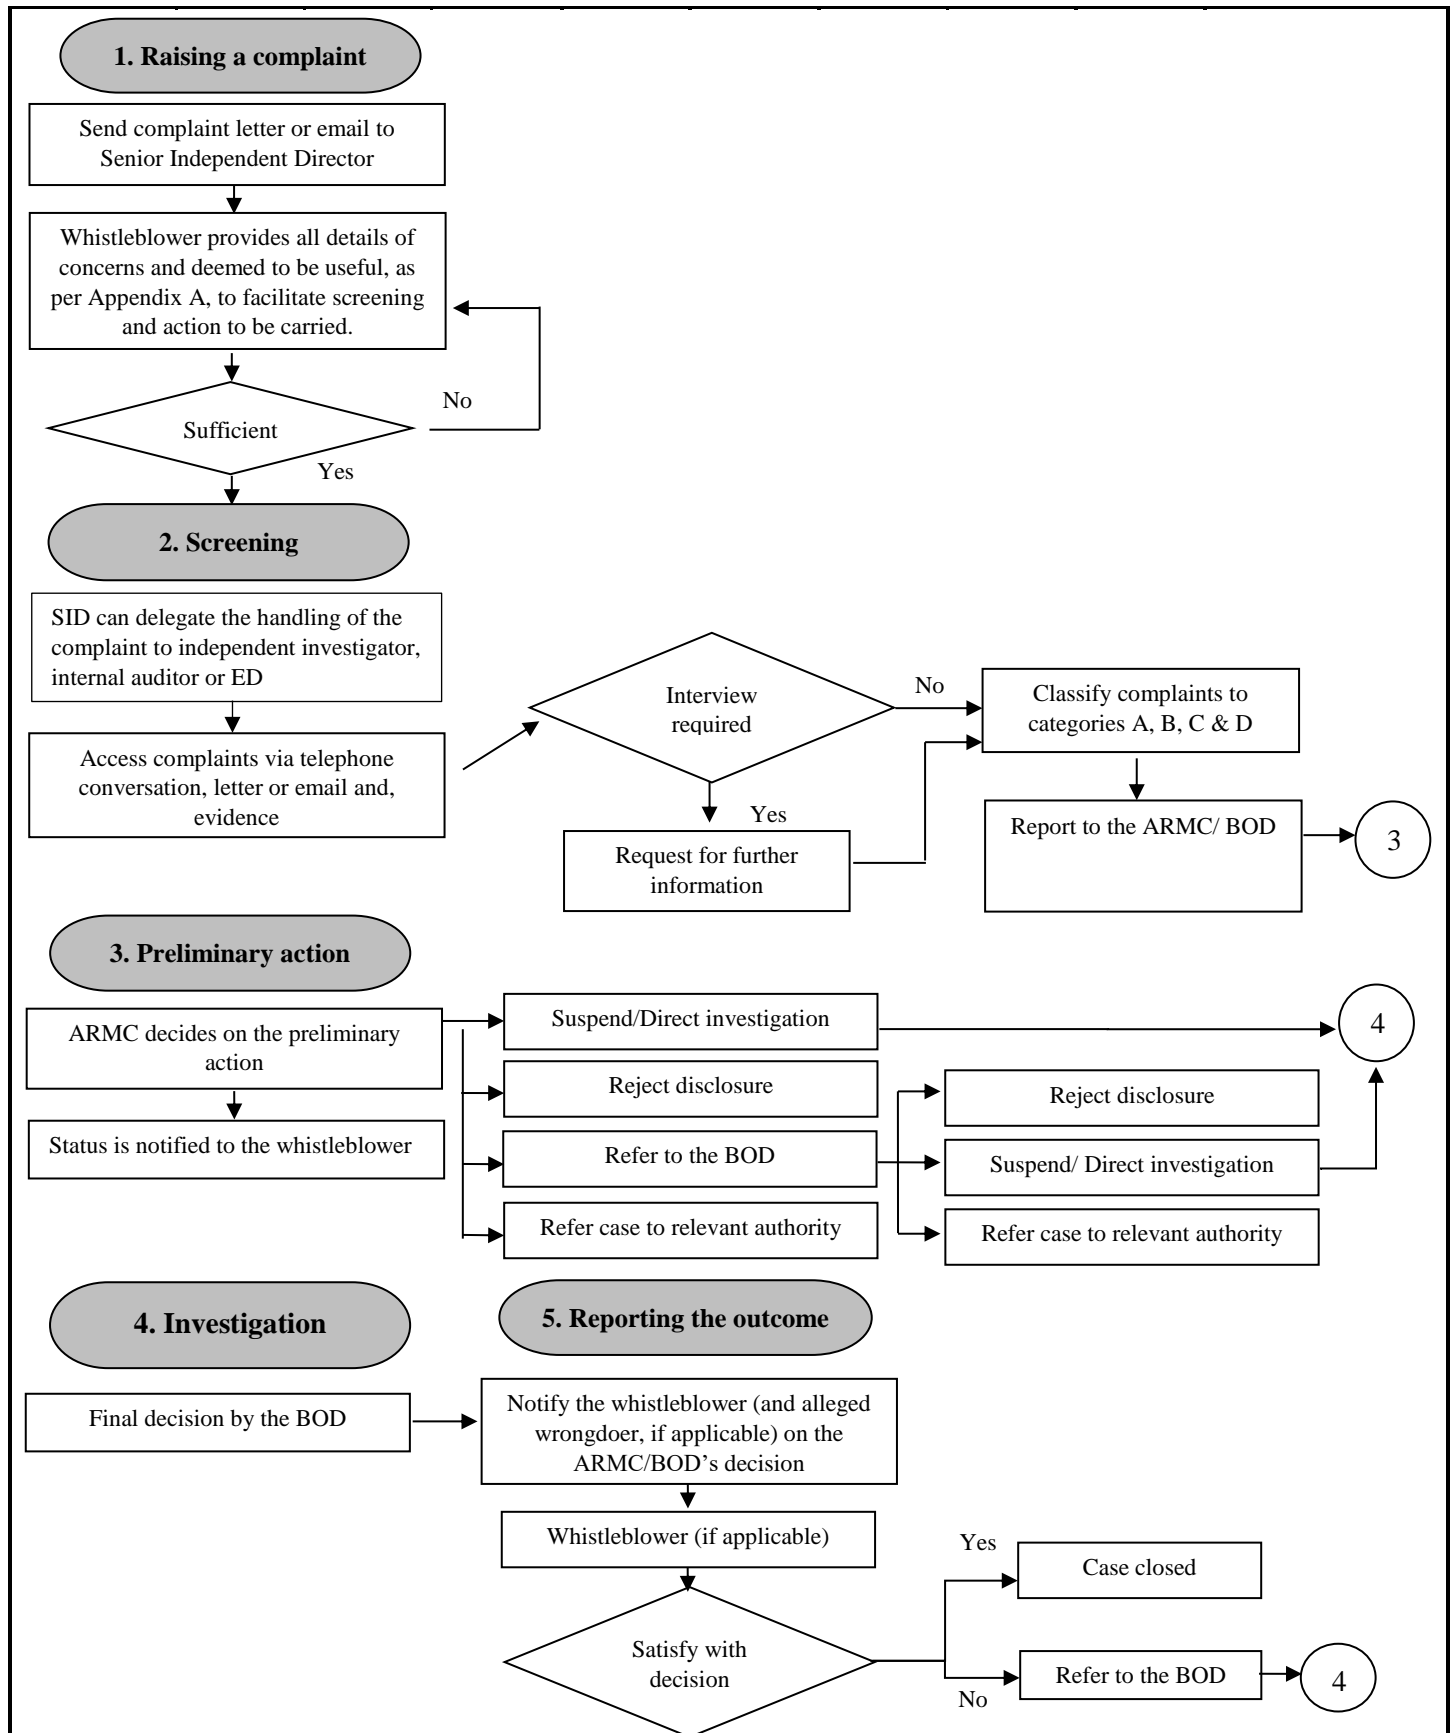 1. Raising a complaint
Send complaint letter or email to
Senior Independent Director
Whistleblower provides all details of
concerns and deemed to be useful, as
per Appendix A, to facilitate screening
and action to be carried.
No
Sufficient
Yes
2. Screening
SID can delegate the handling of the
complaint to independent investigator,
internal auditor or ED
Access complaints via telephone
conversation, letter or email and,
evidence
Interview
required
No
Yes
Request for further
information
Classify complaints to
categories A, B, C & D
Report to the ARMC/ BOD
3
3. Preliminary action
ARMC decides on the preliminary
action
Status is notified to the whistleblower
Suspend/Direct investigation
Reject disclosure
Refer to the BOD
Refer case to relevant authority
Reject disclosure
Suspend/ Direct investigation
Refer case to relevant authority
4
4. Investigation
Final decision by the BOD
5. Reporting the outcome
Notify the whistleblower (and alleged
wrongdoer, if applicable) on the
ARMC/BOD’s decision
Whistleblower (if applicable)
Satisfy with
decision
Yes
Case closed
No
Refer to the BOD
4